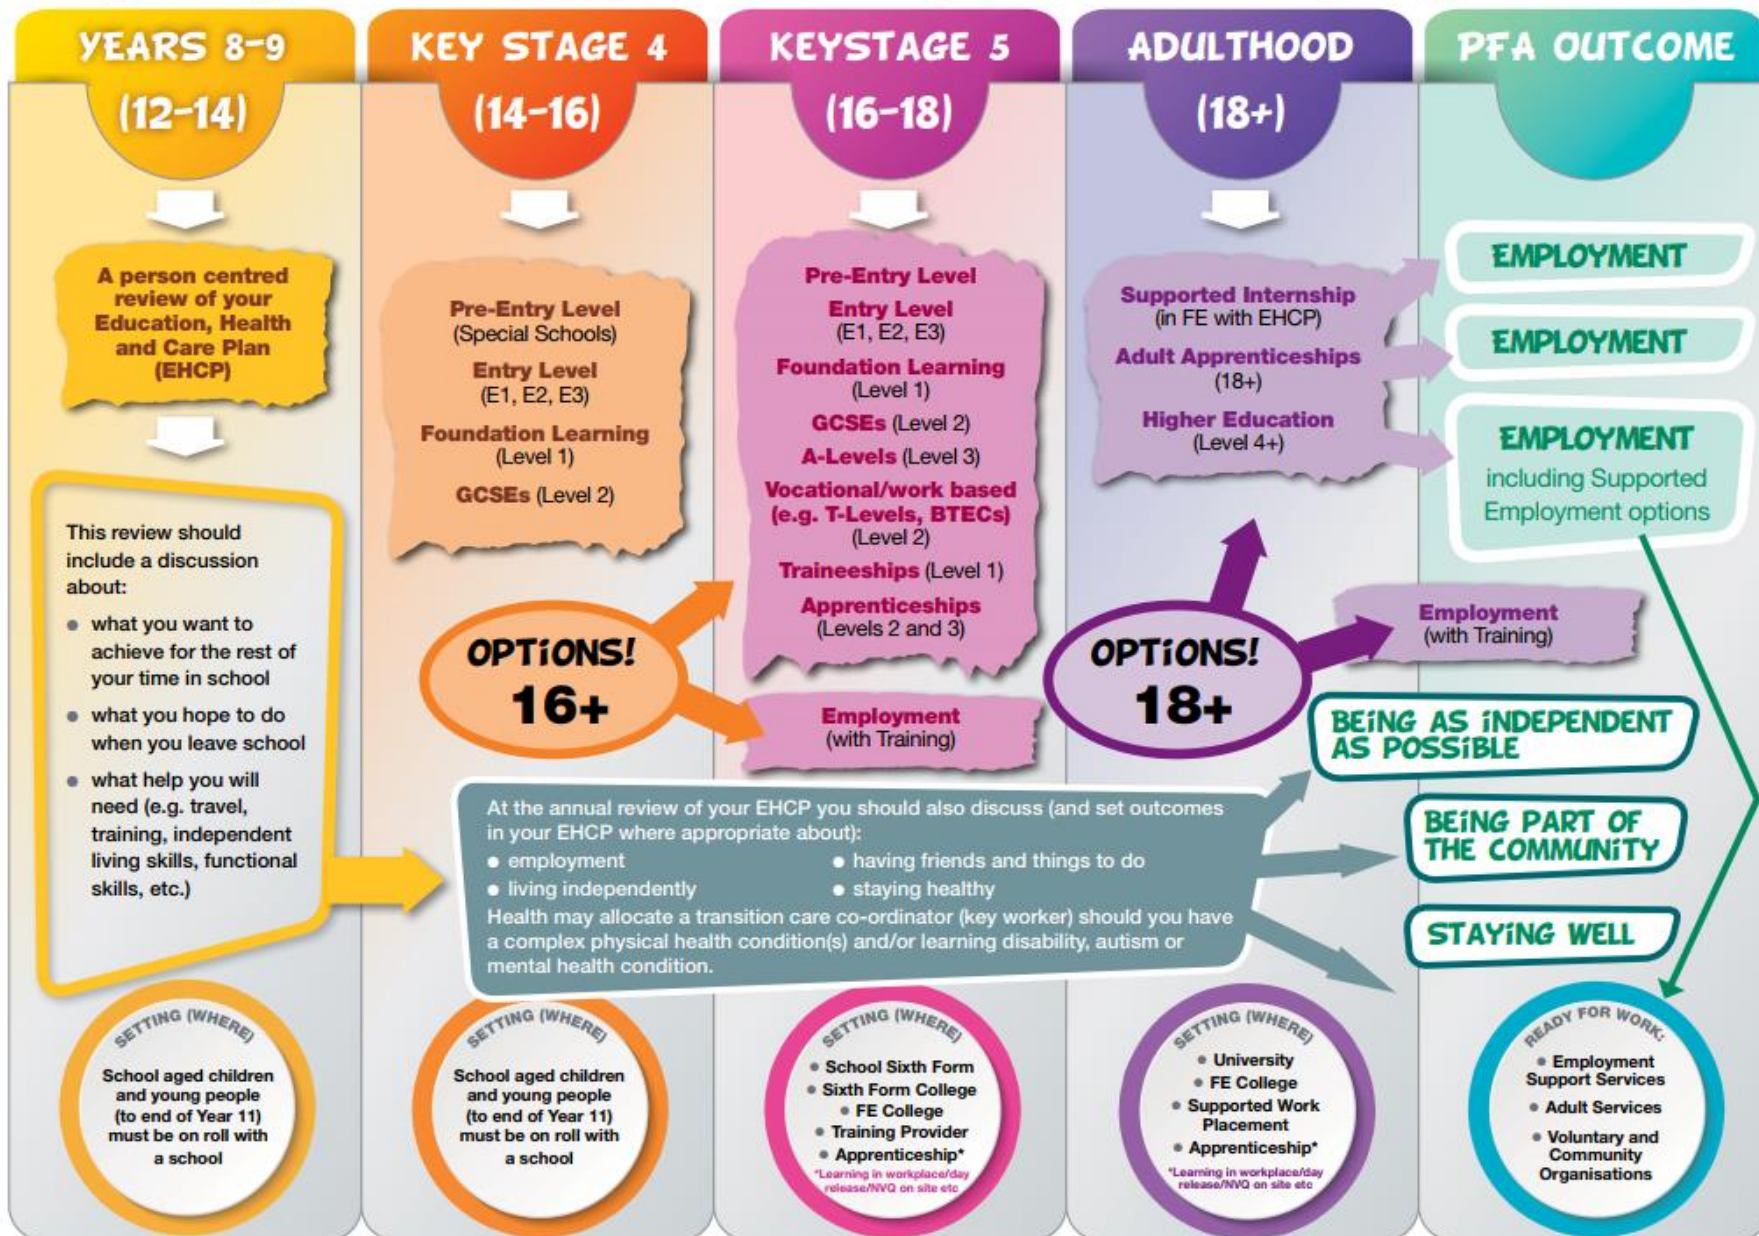 YEARS 8-9
(12-14)
A person centred
review of your
Education, Health
and Care Plan
(EHCP)
This review should
include a discussion
about:
• what you want to
achieve for the rest of
your time in school
• what you hope to do
when you leave school
• what help you will
need (e.g. travel,
training, independent
living skills, functional
skills, etc.)
SETTING (WHERE)
School aged children
and young people
(to end of Year 11)
must be on roll with
a school
KEY STAGE 4
(14-16)
Pre-Entry Level
(Special Schools)
Entry Level
(E1, E2, E3)
Foundation Learning
(Level 1)
GCSEs (Level 2)
OPTiONS!
16+
SETTING (WHERE)
School aged children
and young people
(to end of Year 11)
must be on roll with
a school
KEYSTAGE 5
(16-18)
Pre-Entry Level
Entry Level
(E1, E2, E3)
Foundation Learning
(Level 1)
GCSEs (Level 2)
A-Levels (Level 3)
Vocational/work based
(e.g. T-Levels, BTECs)
(Level 2)
Traineeships (Level 1)
Apprenticeships
(Levels 2 and 3)
Employment
(with Training)
At the annual review of your EHCP you should also discuss (and set outcomes
in your EHCP where appropriate about):
• employment
• having friends and things to do
• living independently
• staying healthy
Health may allocate a transition care co-ordinator (key worker) should you have
a complex physical health condition(s) and/or learning disability, autism or
mental health condition.
SETTING (WHERE)
• School Sixth Form
• Sixth Form College
• FE College
• Training Provider
• Apprenticeship*
*Learning in workplace/day
release/NVQ on site etc
ADULTHOOD
(18+)
Supported Internship
(in FE with EHCP)
Adult Apprenticeships
(18+)
Higher Education
(Level 4+)
OPTiONS!
18+
Employment
(with Training)
SETTING (WHERE)
• University
• FE College
• Supported Work
Placement
• Apprenticeship*
*Learning in workplace/day
release/NVQ on site etc
PFA OUTCOME
EMPLOYMENT
EMPLOYMENT
EMPLOYMENT
including Supported
Employment options
BEiNG AS iNDEPENDENT
AS POSSiBLE
BEiNG PART OF
THE COMMUNiTY
STAYiNG WELL
READY FOR WORK:
• Employment
Support Services
• Adult Services
• Voluntary and
Community
Organisations